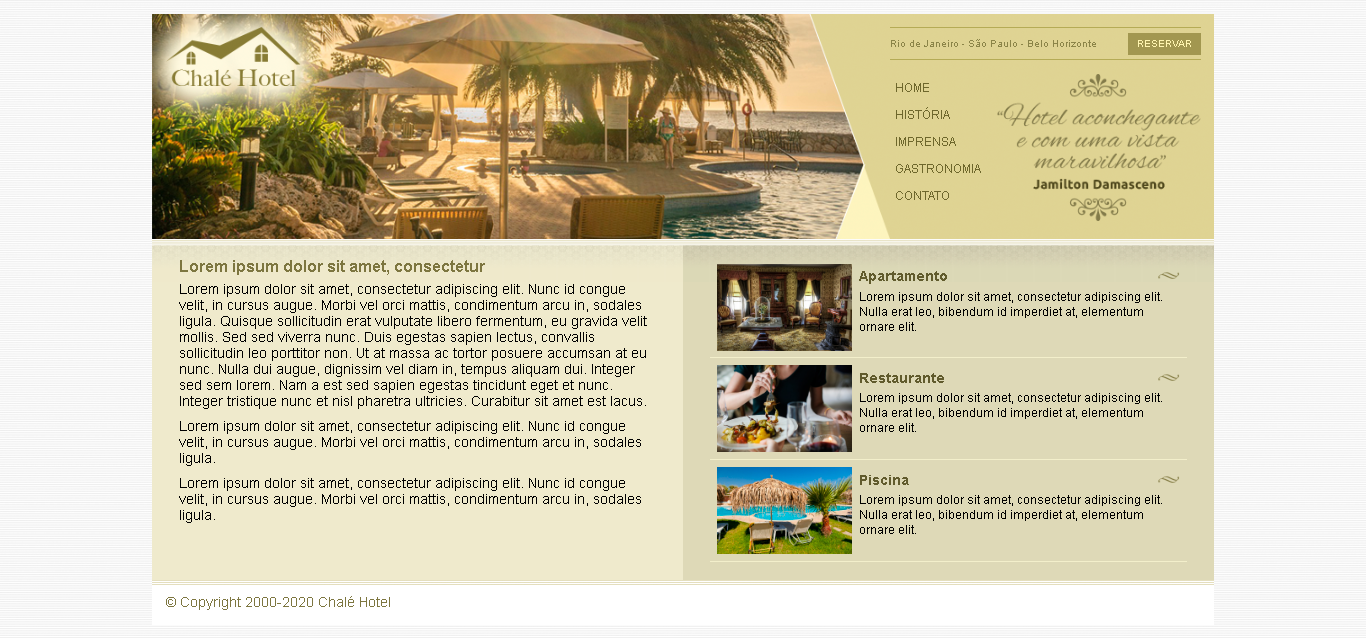 Chalé Hotel
Rio de Janeiro - São Paulo - Belo Horizonte
RESERVAR
HOME
HISTÓRIA
IMPRENSA
GASTRONOMIA
CONTATO
“Hotel aconchegante
e com uma vista
maravilhosa”
Jamilton Damasceno
Lorem ipsum dolor sit amet, consectetur
Lorem ipsum dolor sit amet, consectetur adipiscing elit. Nunc id congue
velit, in cursus augue. Morbi vel orci mattis, condimentum arcu in, sodales
ligula. Quisque sollicitudin erat vulputate libero fermentum, eu gravida velit
mollis. Sed sed viverra nunc. Duis egestas sapien lectus, convallis
sollicitudin leo porttitor non. Ut at massa ac tortor posuere accumsan at eu
nunc. Nulla dui augue, dignissim vel diam in, tempus aliquam dui. Integer
sed sem lorem. Nam a est sed sapien egestas tincidunt eget et nunc.
Integer tristique nunc et nisl pharetra ultricies. Curabitur sit amet est lacus.
Lorem ipsum dolor sit amet, consectetur adipiscing elit. Nunc id congue
velit, in cursus augue. Morbi vel orci mattis, condimentum arcu in, sodales
ligula.
Lorem ipsum dolor sit amet, consectetur adipiscing elit. Nunc id congue
velit, in cursus augue. Morbi vel orci mattis, condimentum arcu in, sodales
ligula.
Apartamento
Lorem ipsum dolor sit amet, consectetur adipiscing elit.
Nulla erat leo, bibendum id imperdiet at, elementum
ornare elit.
Restaurante
Lorem ipsum dolor sit amet, consectetur adipiscing elit.
Nulla erat leo, bibendum id imperdiet at, elementum
ornare elit.
Piscina
Lorem ipsum dolor sit amet, consectetur adipiscing elit.
Nulla erat leo, bibendum id imperdiet at, elementum
ornare elit.
© Copyright 2000-2020 Chalé Hotel